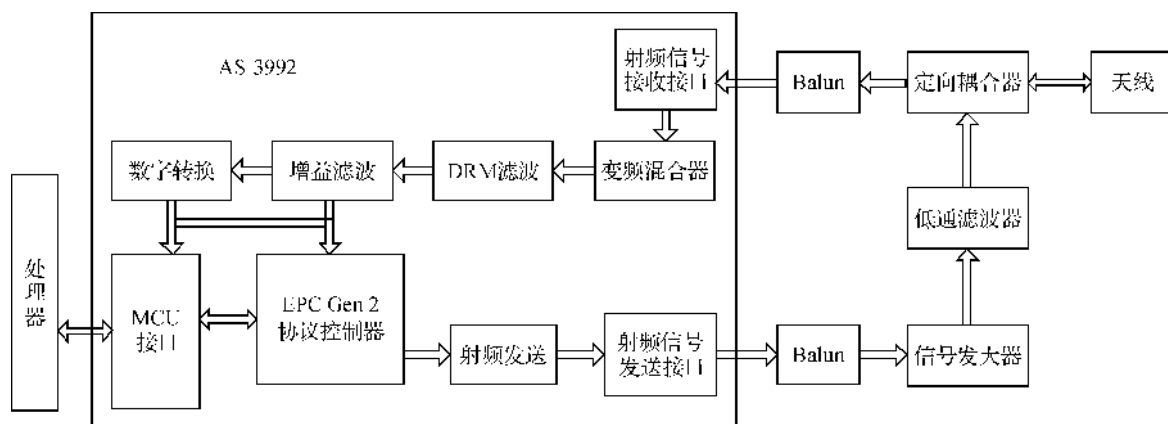 AS 3992
射频信号
接收接口
Balun
定向耦合器
天线
数字转换
增益滤波
DRM滤波
变频混合器
低通滤波器
处
理
器
MCU
接口
EPC Gen 2
协议控制器
射频发送
射频信号
发送接口
Balun
信号发大器